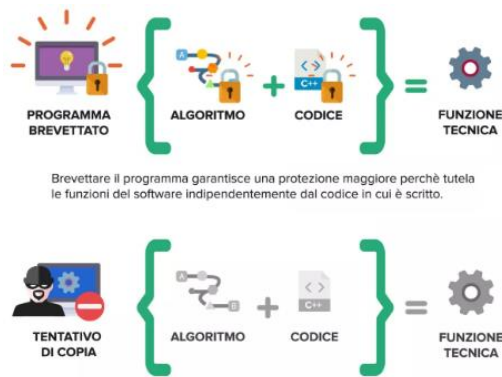 PROGRAMMA
BREVETTATO
ALGORITMO
CODICE
C++
FUNZIONE
TECNICA
Brevettare il programma garantisce una protezione maggiore perchè tutela
le funzioni del software indipendentemente dal codice in cui è scritto.
TENTATIVO
DI COPIA
ALGORITMO
A
B
CODICE
C++
FUNZIONE
TECNICA